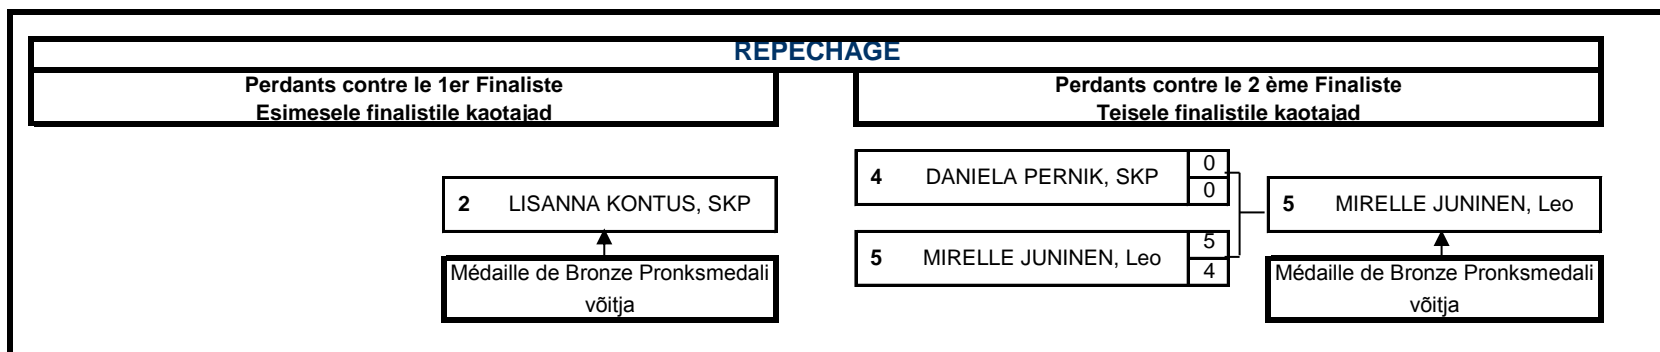 REPECHAGE
Perdants contre le 1er Finaliste
Esimesele finalistile kaotajad
Perdants contre le 2 ème Finaliste
Teisele finalistile kaotajad
2 LISANNA KONTUS, SKP
Médaille de Bronze Pronksmedali
võitja
4 DANIELA PERNIK, SKP 0
0
5 MIRELLE JUNINEN, Leo 5
4
5 MIRELLE JUNINEN, Leo
Médaille de Bronze Pronksmedali
võitja